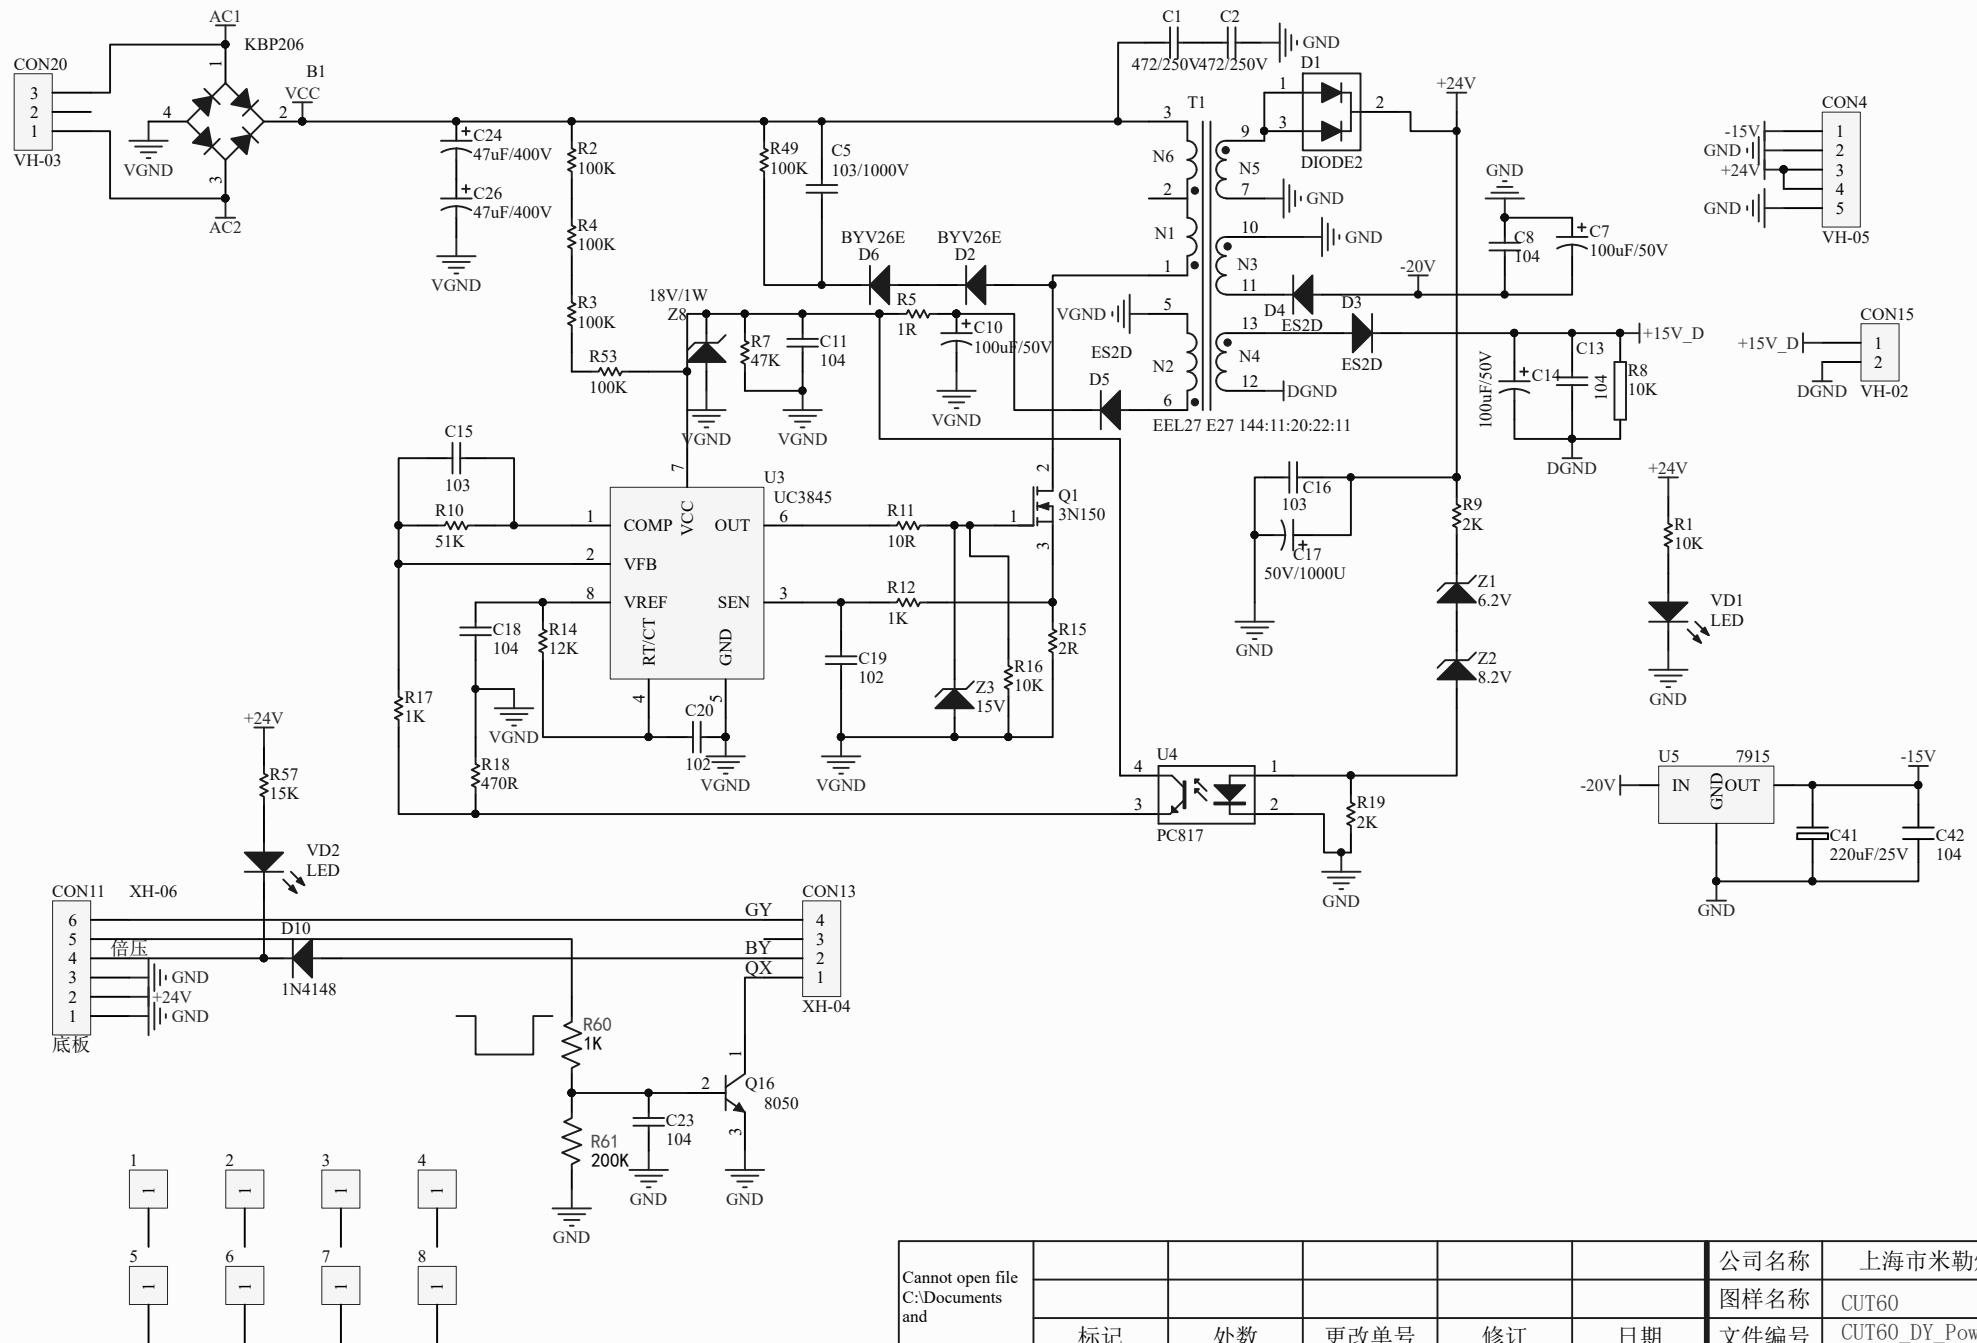 AC1
KBP206
CON20
3
2
1
VH-03
1
4
2
3
B1
VCC
VGND
AC2
C24
47uF/400V
C26
47uF/400V
VGND
R2
100K
R4
100K
R3
100K
R53
100K
R49
100K
C5
103/1000V
BYV26E
D6
BYV26E
D2
18V/1W
Z8
R7
47K
C11
104
R5
1R
C10
100uF/50V
VGND
VGND
VGND
C1
C2
472/250V
472/250V
GND
D1
1
3
2
DIODE2
T1
3
2
1
5
6
N6
N1
N2
9
7
10
11
13
12
N5
N3
N4
GND
GND
VGND
ES2D
D5
D4
ES2D
D3
ES2D
DGND
EEL27 E27 144:11:20:22:11
+24V
-20V
GND
C8
104
C7
100uF/50V
+15V_D
100uF/50V
C14
C13
104
R8
10K
DGND
CON4
-15V
GND
+24V
GND
1
2
3
4
5
VH-05
CON15
+15V_D
DGND
1
2
VH-02
C15
103
R10
51K
U3
UC3845
7
1
2
8
6
3
4
5
COMP
VCC
OUT
VFB
VREF
SEN
RT/CT
GND
R11
10R
R12
1K
Q1
3N150
1
2
3
C18
104
R14
12K
VGND
R17
1K
R18
470R
C20
102
VGND
C19
102
VGND
Z3
15V
R16
10K
R15
2R
C16
103
C17
50V/1000U
GND
R9
2K
Z1
6.2V
Z2
8.2V
U4
4
3
1
2
PC817
R19
2K
GND
+24V
R1
10K
VD1
LED
GND
U5
7915
-20V
IN
GND
OUT
-15V
C41
220uF/25V
C42
104
GND
+24V
R57
15K
VD2
LED
CON11
XH-06
6
5
4
3
2
1
底板
倍压
GND
+24V
GND
D10
1N4148
GY
BY
QX
CON13
4
3
2
1
XH-04
R60
1K
R61
200K
C23
104
Q16
8050
2
1
3
GND
GND
GND
1
2
3
4
1
1
1
1
5
6
7
8
1
1
1
1
Cannot open file
C:\Documents
and
标记
处数
更改单号
修订
日期
公司名称
上海市米勒
图样名称
CUT60
文件编号
CUT60_DY_Pow